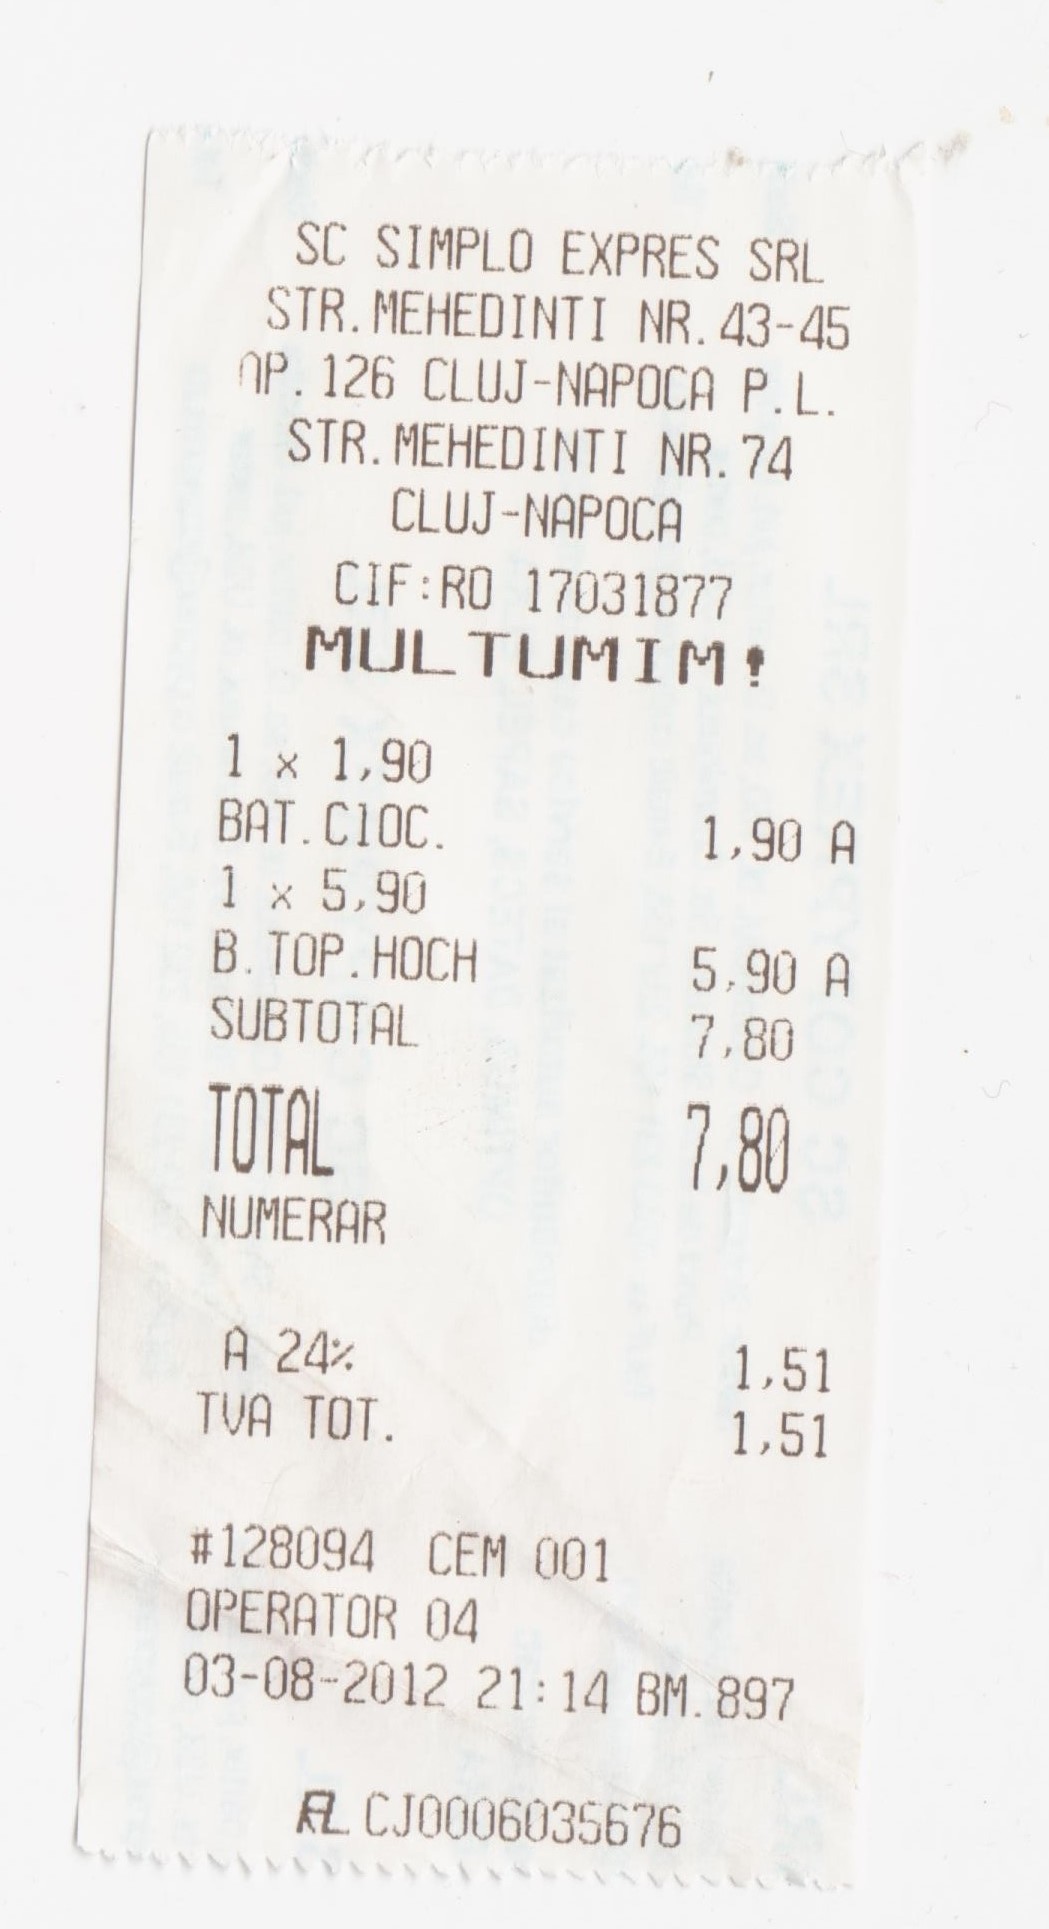 SC SIMPLO EXPRES SRL
STR.MEHEDINTI NR.43-45
AP.126 CLUJ-NAPOCA P.L.
STR.MEHEDINTI NR.74
CLUJ-NAPOCA
CIF:RO 17031877
MULTUMIM!
1 x 1,90
BAT.CIOC. 1,90 A
1 x 5,90
B.TOP.HOCH 5,90 A
SUBTOTAL 7,80
TOTAL 7,80
NUMERAR
A 24% 1,51
TVA TOT. 1,51
#128094 CEM 001
OPERATOR 04
03-08-2012 21:14 BM.897
CJ0006035676